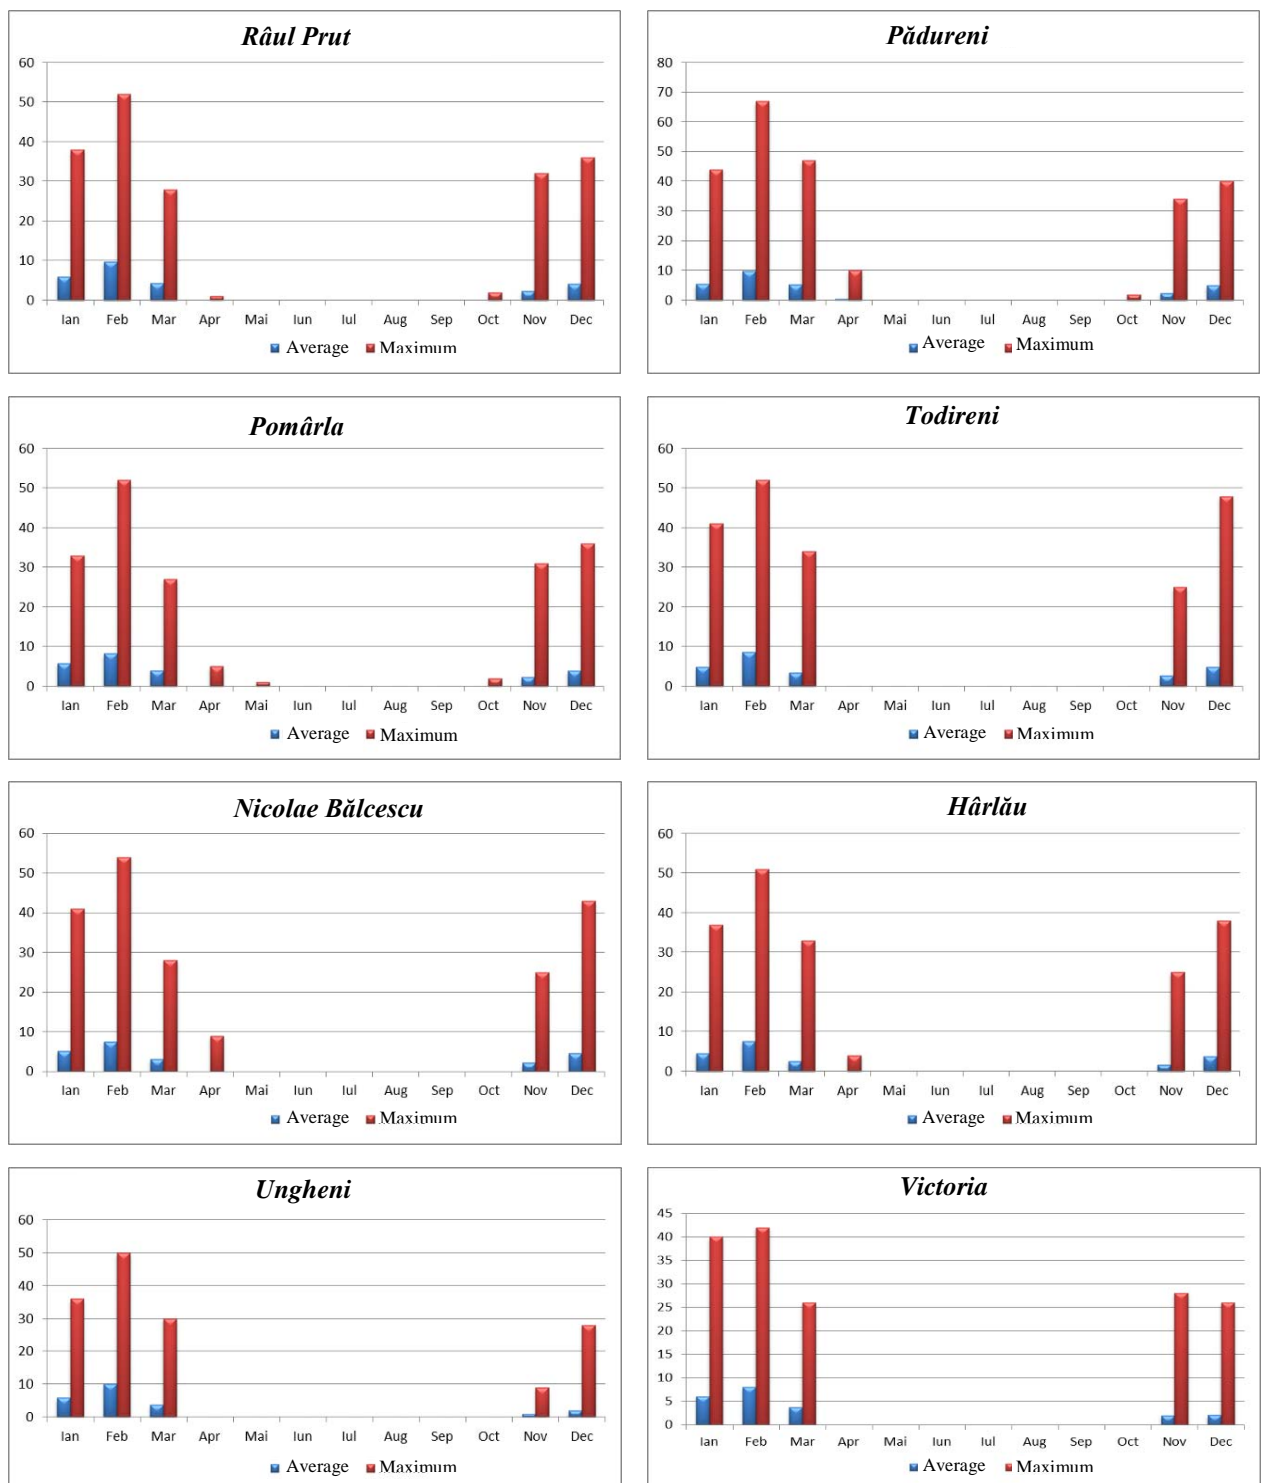 Râul Prut
60
50
40
30
20
10
0
Ian Feb Mar Apr Mai Iun Iul Aug Sep Oct Nov Dec
Average Maximum
Pădureni
80
70
60
50
40
30
20
10
0
Ian Feb Mar Apr Mai Iun Iul Aug Sep Oct Nov Dec
Average Maximum
Pomârla
60
50
40
30
20
10
0
Ian Feb Mar Apr Mai Iun Iul Aug Sep Oct Nov Dec
Average Maximum
Todireni
60
50
40
30
20
10
0
Ian Feb Mar Apr Mai Iun Iul Aug Sep Oct Nov Dec
Average Maximum
Nicolae Bălcescu
60
50
40
30
20
10
0
Ian Feb Mar Apr Mai Iun Iul Aug Sep Oct Nov Dec
Average Maximum
Hârlău
60
50
40
30
20
10
0
Ian Feb Mar Apr Mai Iun Iul Aug Sep Oct Nov Dec
Average Maximum
Ungheni
60
50
40
30
20
10
0
Ian Feb Mar Apr Mai Iun Iul Aug Sep Oct Nov Dec
Average Maximum
Victoria
45
40
35
30
25
20
15
10
5
0
Ian Feb Mar Apr Mai Iun Iul Aug Sep Oct Nov Dec
Average Maximum